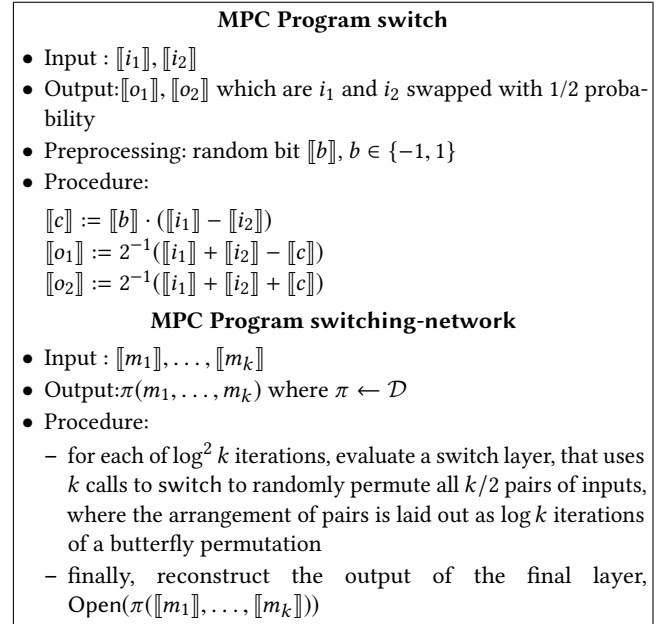 MPC Program switch
• Input : ⟦i₁⟧, ⟦i₂⟧
• Output:⟦o₁⟧, ⟦o₂⟧ which are i₁ and i₂ swapped with 1/2 proba-
bility
• Preprocessing: random bit ⟦b⟧, b ∈ {−1, 1}
• Procedure:
⟦c⟧ := ⟦b⟧ · (⟦i₁⟧ − ⟦i₂⟧)
⟦o₁⟧ := 2⁻¹(⟦i₁⟧ + ⟦i₂⟧ − ⟦c⟧)
⟦o₂⟧ := 2⁻¹(⟦i₁⟧ + ⟦i₂⟧ + ⟦c⟧)
MPC Program switching-network
• Input : ⟦m₁⟧, . . . , ⟦mₖ⟧
• Output:π(m₁, . . . , mₖ) where π ← 𝒟
• Procedure:
– for each of log² k iterations, evaluate a switch layer, that uses
k calls to switch to randomly permute all k/2 pairs of inputs,
where the arrangement of pairs is laid out as log k iterations
of a butterfly permutation
– finally, reconstruct the output of the final layer,
Open(π(⟦m₁⟧, . . . , ⟦mₖ⟧))